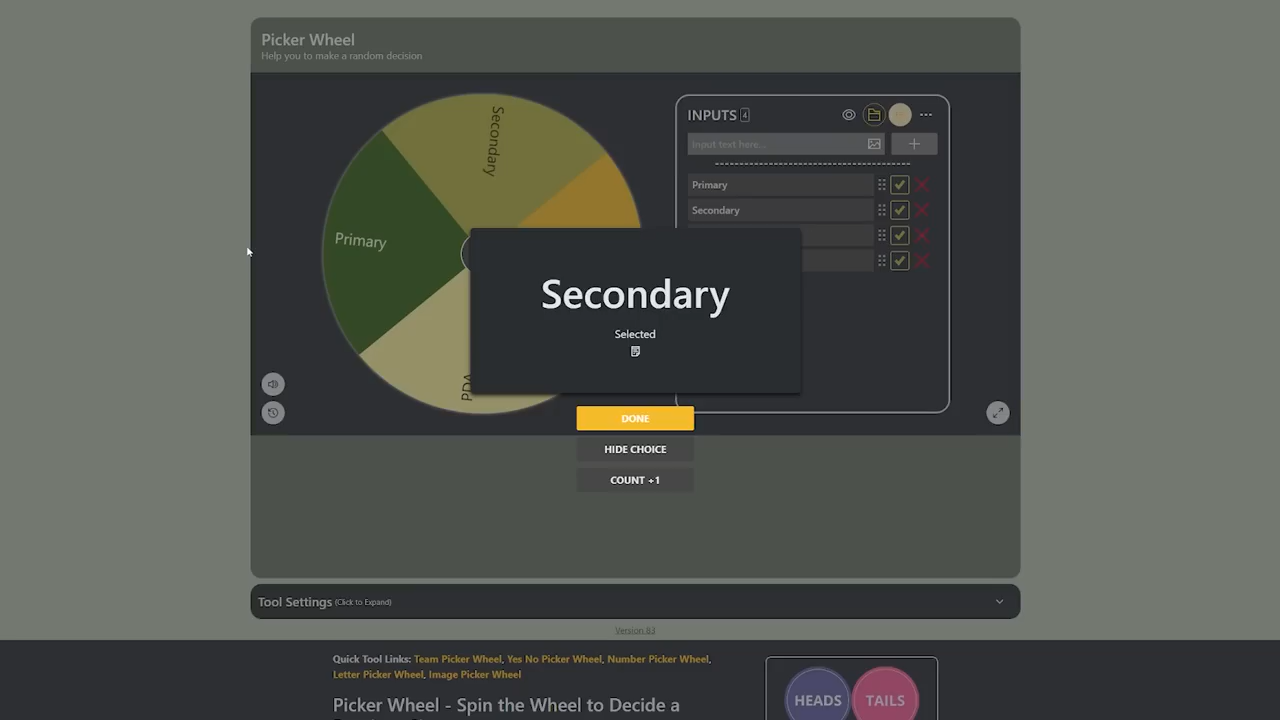 Picker Wheel
Help you to make a random decision
Secondary
Primary
INPUTS 4
Input text here...
Primary
Secondary
Secondary
Selected
DONE
HIDE CHOICE
COUNT +1
Tool Settings (Click to Expand)
Version 83
Quick Tool Links: Team Picker Wheel, Yes No Picker Wheel, Number Picker Wheel,
Letter Picker Wheel, Image Picker Wheel
Picker Wheel - Spin the Wheel to Decide a
HEADS
TAILS